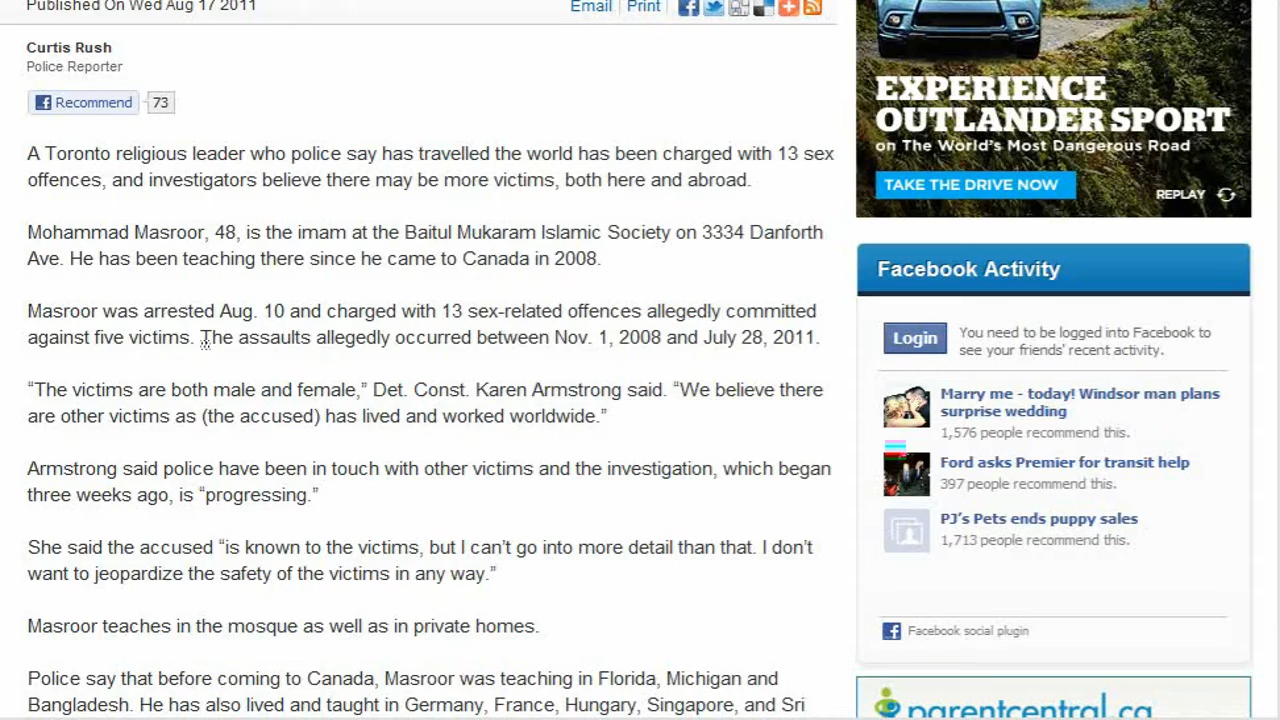 Published On Wed Aug 17 2011
Email Print
Curtis Rush
Police Reporter
Recommend 73
A Toronto religious leader who police say has travelled the world has been charged with 13 sex
offences, and investigators believe there may be more victims, both here and abroad.
Mohammad Masroor, 48, is the imam at the Baitul Mukaram Islamic Society on 3334 Danforth
Ave. He has been teaching there since he came to Canada in 2008.
Masroor was arrested Aug. 10 and charged with 13 sex-related offences allegedly committed
against five victims. The assaults allegedly occurred between Nov. 1, 2008 and July 28, 2011.
“The victims are both male and female,” Det. Const. Karen Armstrong said. “We believe there
are other victims as (the accused) has lived and worked worldwide.”
Armstrong said police have been in touch with other victims and the investigation, which began
three weeks ago, is “progressing.”
She said the accused “is known to the victims, but I can’t go into more detail than that. I don’t
want to jeopardize the safety of the victims in any way.”
Masroor teaches in the mosque as well as in private homes.
Police say that before coming to Canada, Masroor was teaching in Florida, Michigan and
Bangladesh. He has also lived and taught in Germany, France, Hungary, Singapore, and Sri
EXPERIENCE
OUTLANDER SPORT
on The World's Most Dangerous Road
TAKE THE DRIVE NOW
REPLAY
Facebook Activity
Login
You need to be logged into Facebook to
see your friends' recent activity.
Marry me - today! Windsor man plans
surprise wedding
1,576 people recommend this.
Ford asks Premier for transit help
397 people recommend this.
PJ’s Pets ends puppy sales
1,713 people recommend this.
Facebook social plugin
parentcentral.ca